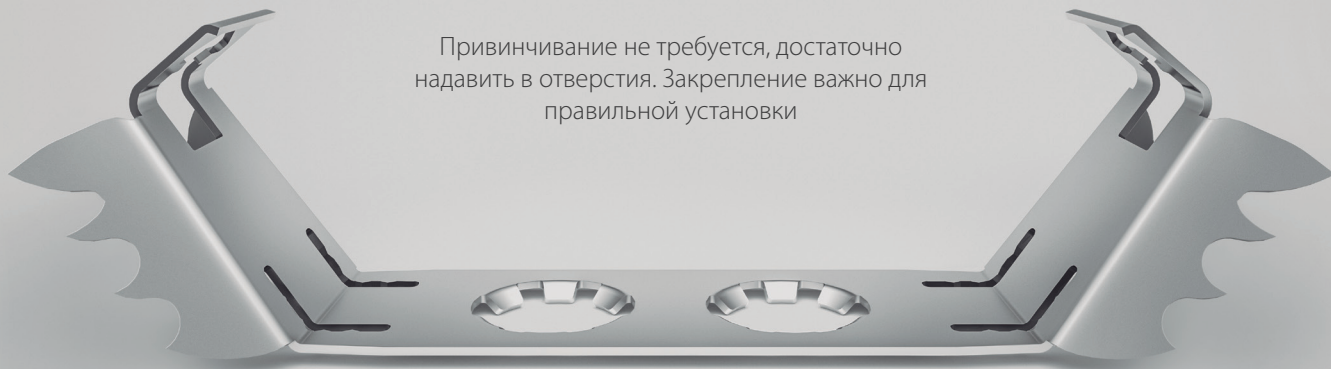 Привинчивание не требуется, достаточно
надавить в отверстия. Закрепление важно для
правильной установки